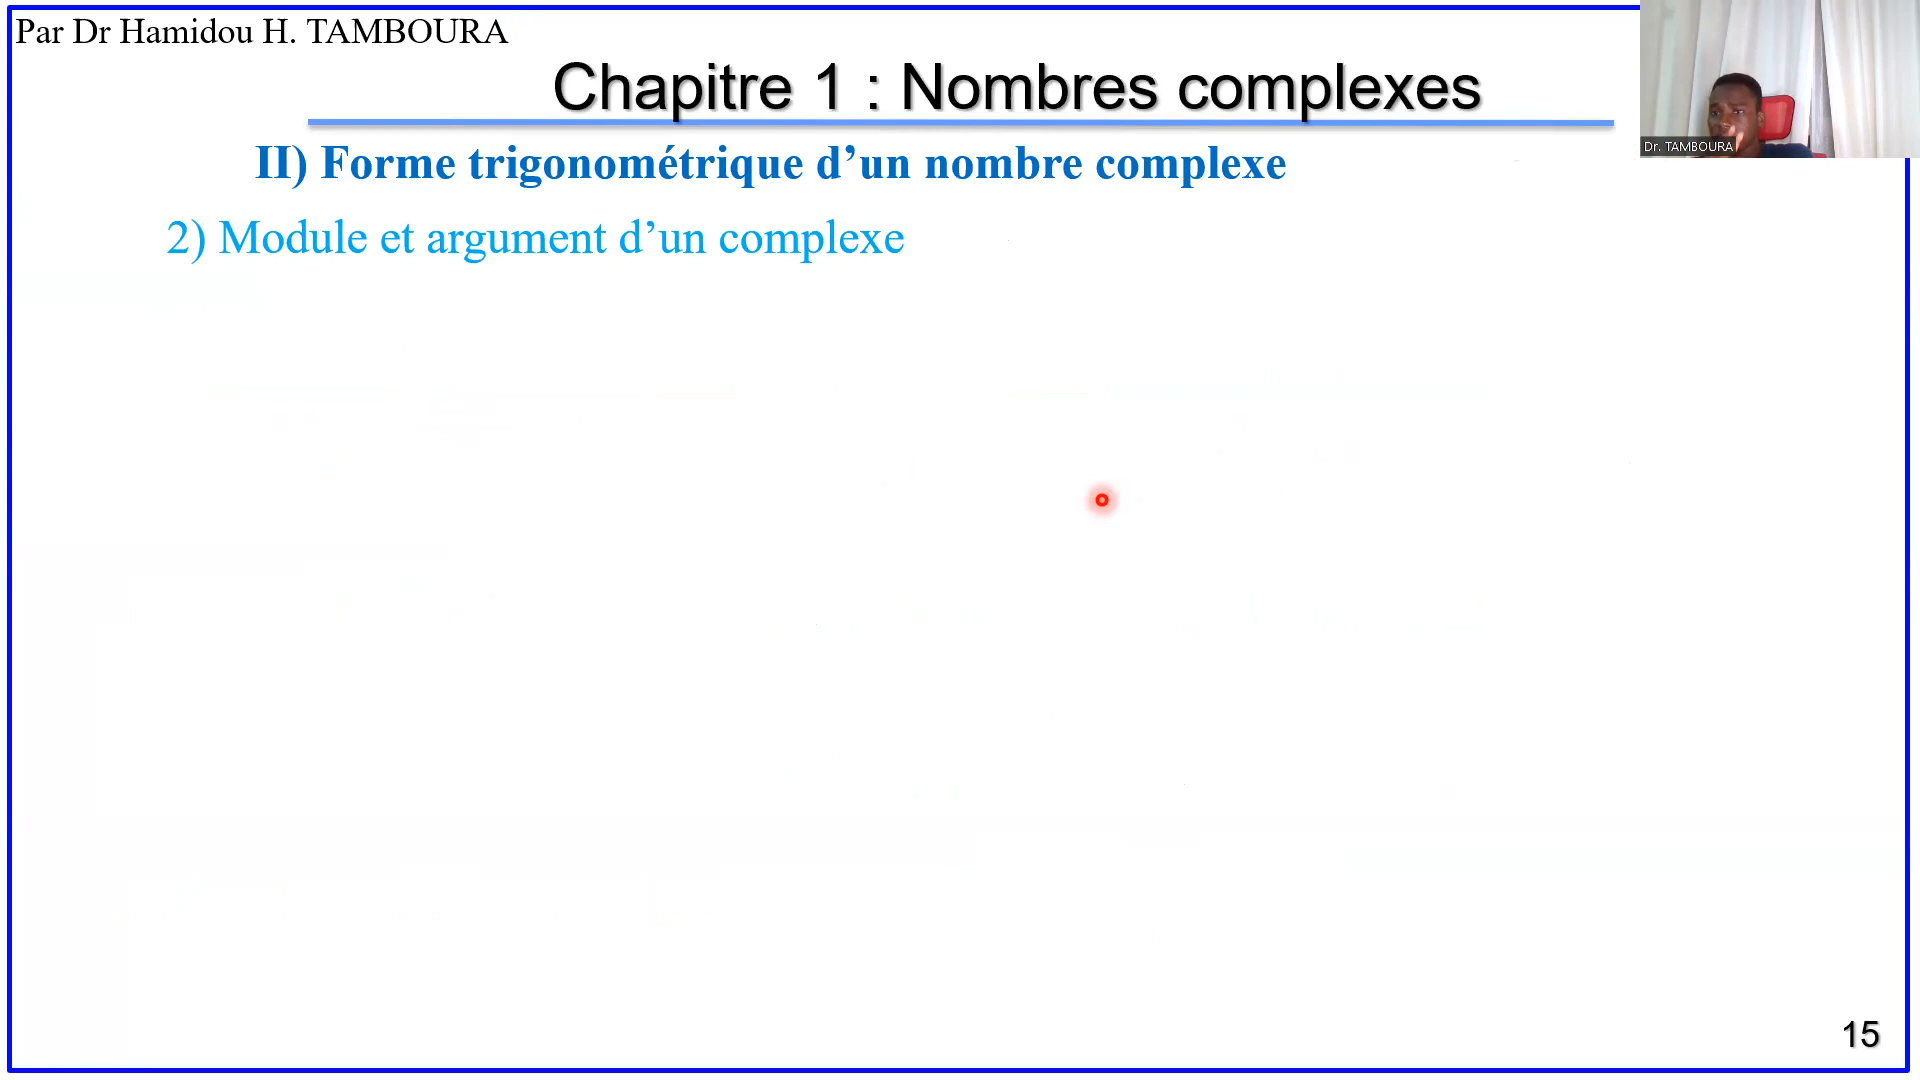 Par Dr Hamidou H. TAMBOURA
Chapitre 1 : Nombres complexes
Dr. TAMBOURA
II) Forme trigonométrique d’un nombre complexe
2) Module et argument d’un complexe
15